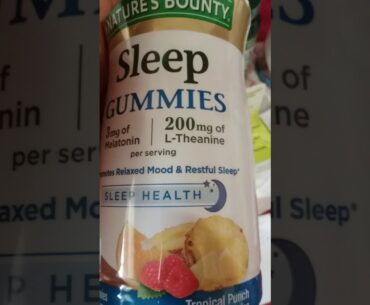 NATURE'S BOUNTY
Sleep
GUMMIES
3mg of Melatonin
200mg of L-Theanine
per serving
Promotes Relaxed Mood & Restful Sleep*
SLEEP HEALTH
Tropical Punch